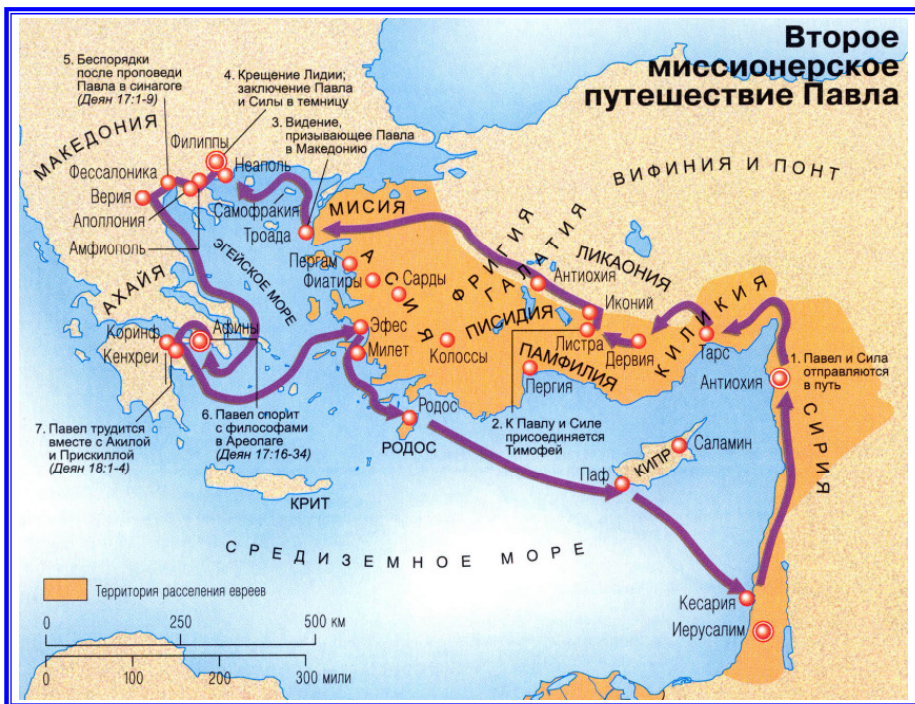 Второе
миссионерское
путешествие Павла
5. Беспорядки
после проповеди
Павла в синагоге
(Деян 17:1-9)
4. Крещение Лидии;
заключение Павла
и Силы в темницу
3. Видение,
призывающее Павла
в Македонию
МАКЕДОНИЯ
Филиппы
Неаполь
Фессалоника
Верия
Аполлония
Амфиополь
Самофракия
Троада
ВИФИНИЯ И ПОНТ
МИСИЯ
ЭГЕЙСКОЕ МОРЕ
АСИЯ
ФРИГИЯ
ГАЛАТИЯ
ЛИКАОНИЯ
КИЛИКИЯ
ПИСИДИЯ
ПАМФИЛИЯ
Пергам
Фиатиры
Сарды
Антиохия
Иконий
Листра
Дервия
Тарс
АХАЙЯ
Коринф
Кенхреи
Афины
Эфес
Милет
Колоссы
Пергия
1. Павел и Сила
отправляются
в путь
Антиохия
СИРИЯ
7. Павел трудится
вместе с Акилой
и Прискиллой
(Деян 18:1-4)
6. Павел спорит
с философами
в Ареопаге
(Деян 17:16-34)
Родос
РОДОС
2. К Павлу и Силе
присоединяется
Тимофей
Саламин
КИПР
Паф
КРИТ
СРЕДИЗЕМНОЕ МОРЕ
Кесария
Иерусалим
Территория расселения евреев
0 250 500 км
0 100 200 300 мили